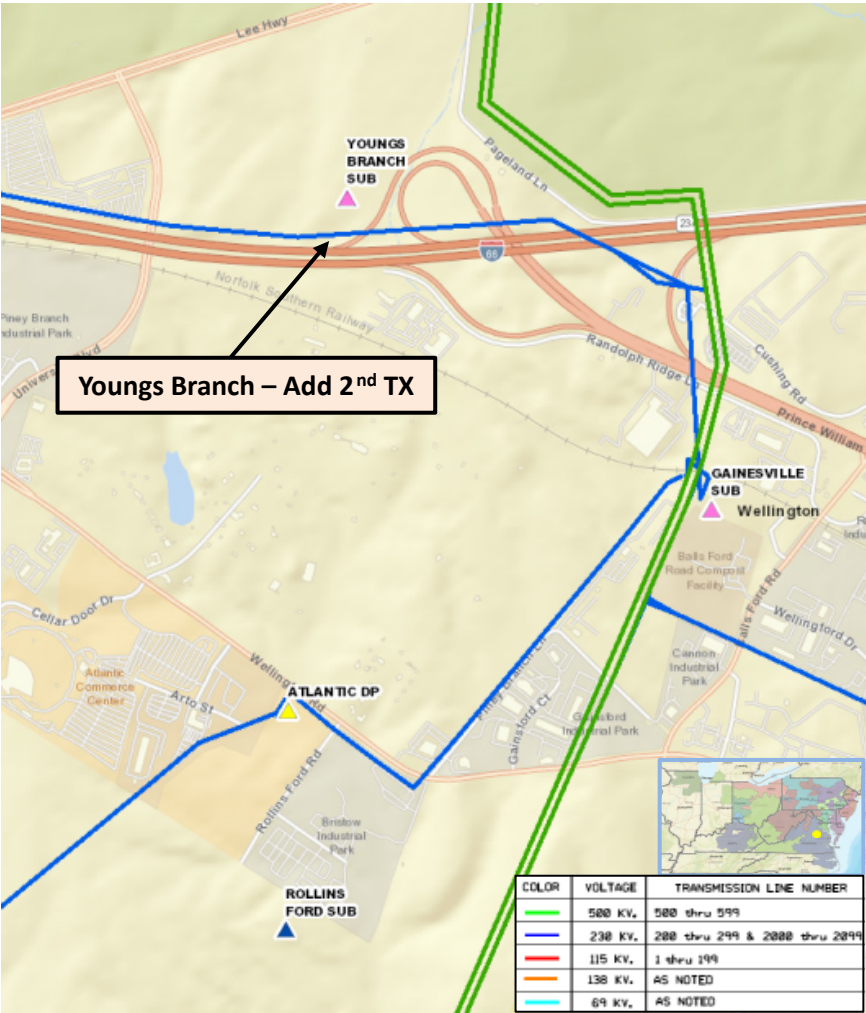 Lee Hwy
YOUNGS
BRANCH
SUB
Pageland Ln
23
66
Norfolk Southern Railway
Piney Branch
ndustrial Park
Randolph Ridge Ln
Cushing Rd
Youngs Branch – Add 2nd TX
Prince William
GAINESVILLE
SUB
Wellington
Balls Ford
Road Compost
Facility
Balls Ford Rd
Wellingford Dr
Cellar Door Dr
Cannon
Industrial
Park
Piney Branch Ln
Atlantic
Commerce
Center
Wellington Rd
ATLANTIC DP
Arto St
Gainsford Ct
Industrial Park
Rollins Ford Rd
Bristow
Industrial
Park
ROLLINS
FORD SUB
COLOR VOLTAGE TRANSMISSION LINE NUMBER
500 KV. 500 thru 599
230 KV. 200 thru 299 & 2000 thru 2099
115 KV. 1 thru 199
138 KV. AS NOTED
69 KV. AS NOTED